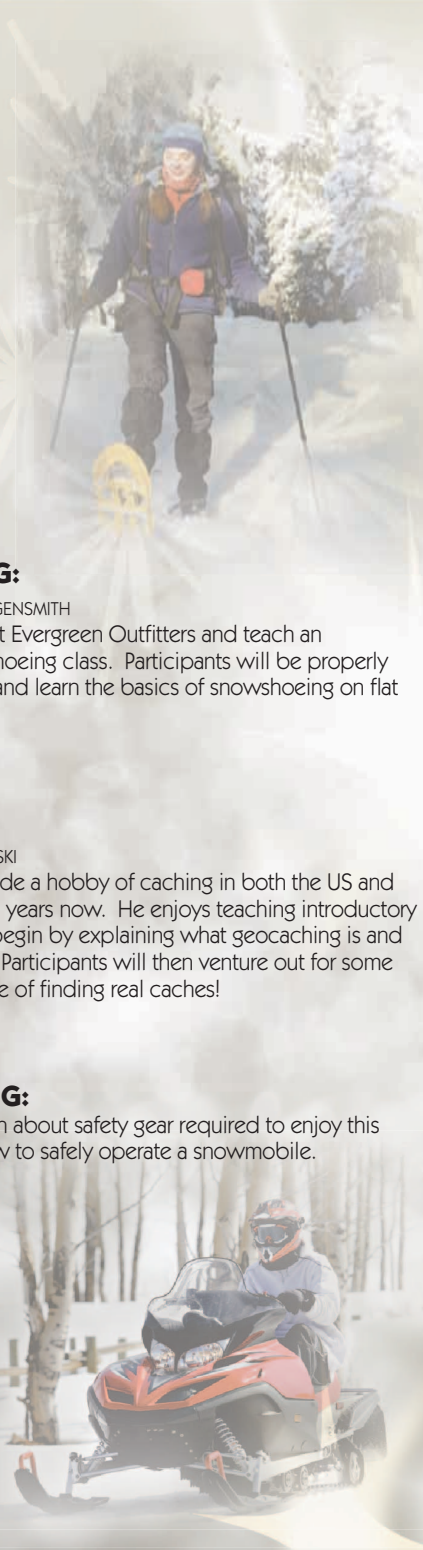 G:
GENSMITH
t Evergreen Outfitters and teach an
hoeing class.  Participants will be properly
and learn the basics of snowshoeing on flat
SKI
de a hobby of caching in both the US and
years now.  He enjoys teaching introductory
begin by explaining what geocaching is and
Participants will then venture out for some
e of finding real caches!
G:
n about safety gear required to enjoy this
w to safely operate a snowmobile.